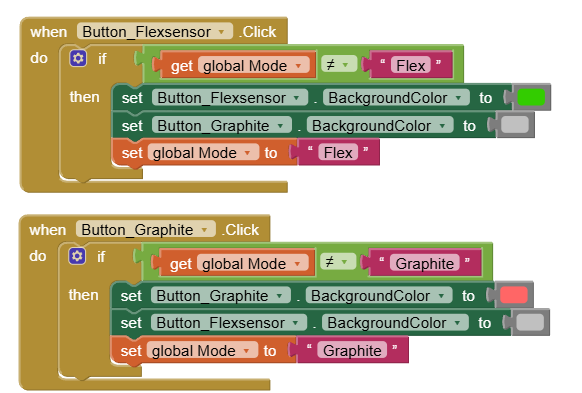 when Button_Flexsensor .Click
do if get global Mode ≠ “ Flex ”
then set Button_Flexsensor . BackgroundColor to
set Button_Graphite . BackgroundColor to
set global Mode to “ Flex ”
when Button_Graphite .Click
do if get global Mode ≠ “ Graphite ”
then set Button_Graphite . BackgroundColor to
set Button_Flexsensor . BackgroundColor to
set global Mode to “ Graphite ”